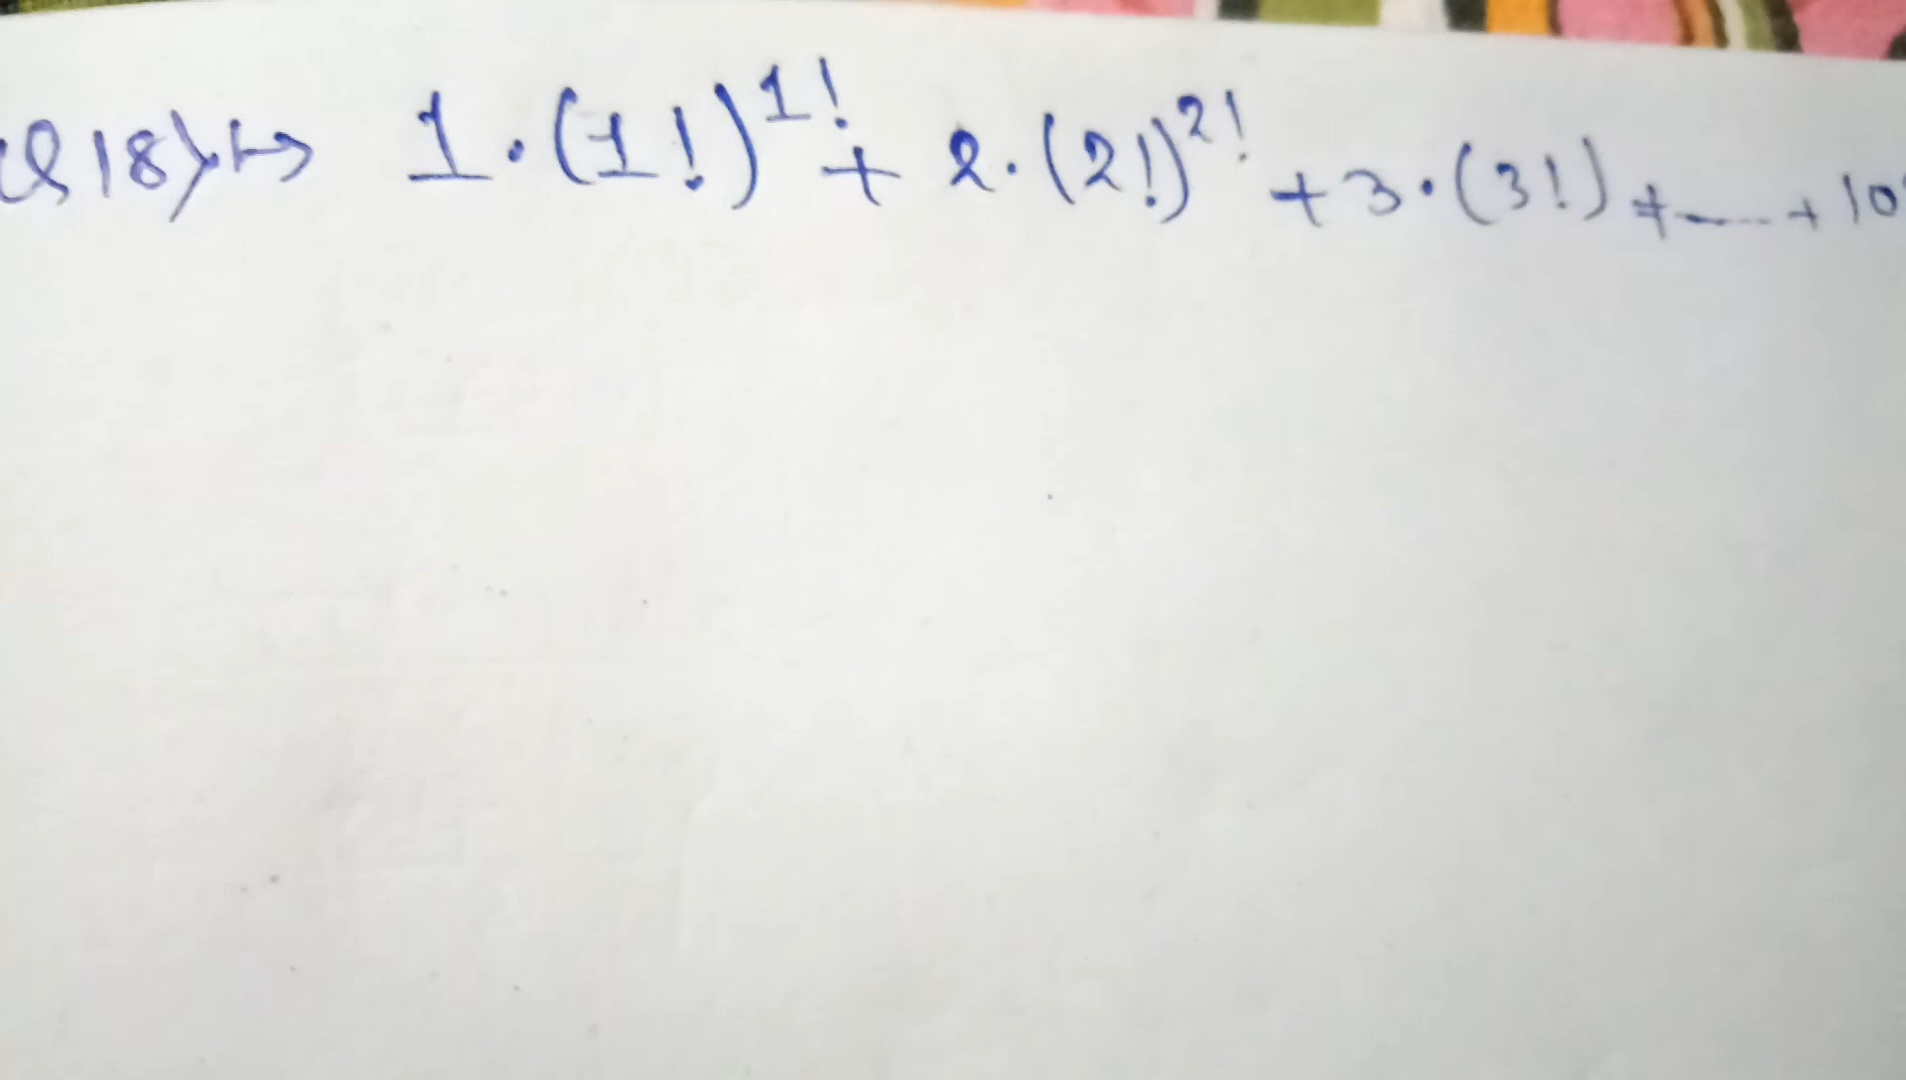 Q18) ↦ 1·(1!)^1! + 2·(2!)^2! + 3·(3!) +.....+ 10